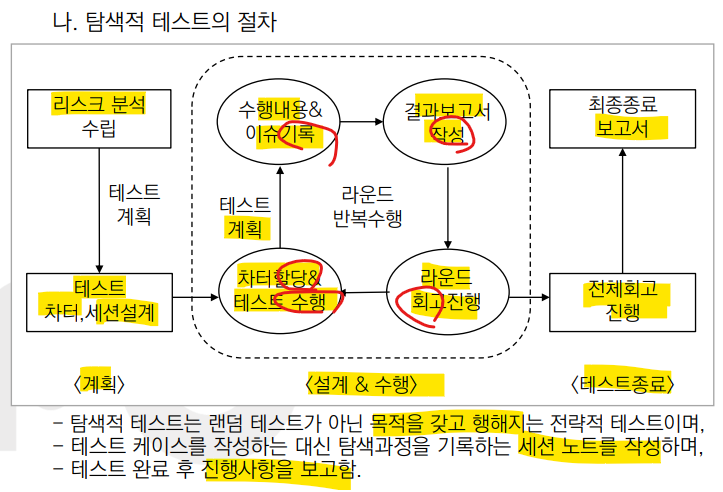 나. 탐색적 테스트의 절차
리스크 분석
수립
테스트
계획
테스트
차터,세션설계
수행내용&
이슈기록
결과보고서
작성
테스트
계획
라운드
반복수행
차터할당&
테스트 수행
라운드
회고진행
최종종료
보고서
전체회고
진행
〈계획〉
〈설계 & 수행〉
〈테스트종료〉
- 탐색적 테스트는 랜덤 테스트가 아닌 목적을 갖고 행해지는 전략적 테스트이며,
- 테스트 케이스를 작성하는 대신 탐색과정을 기록하는 세션 노트를 작성하며,
- 테스트 완료 후 진행사항을 보고함.